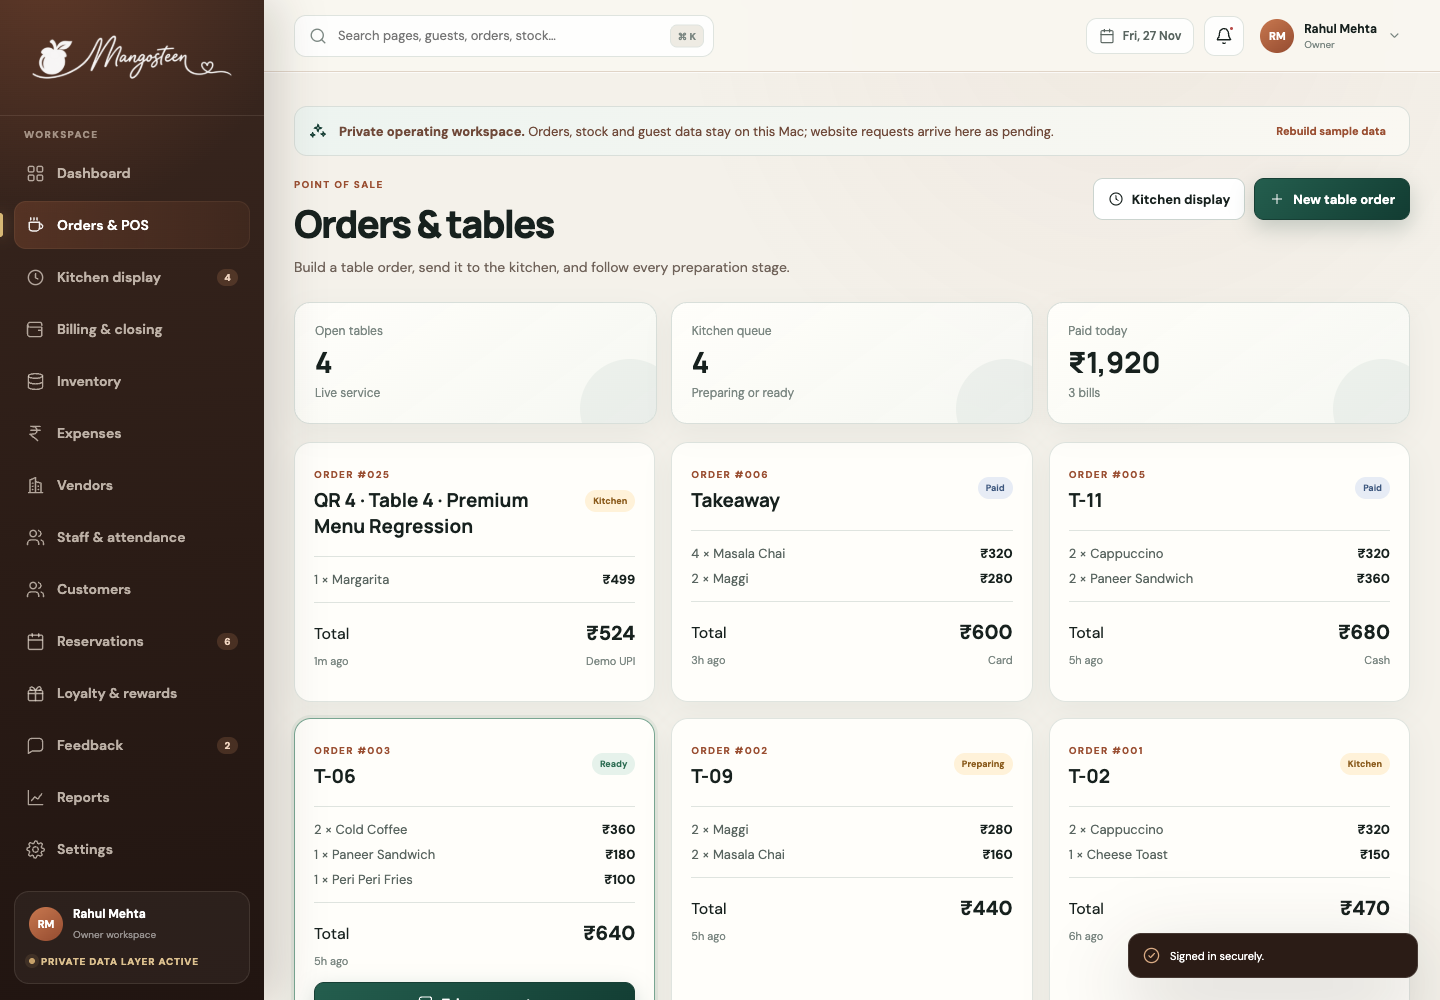 Mangosteen
WORKSPACE
Dashboard
Orders & POS
Kitchen display 4
Billing & closing
Inventory
Expenses
Vendors
Staff & attendance
Customers
Reservations 6
Loyalty & rewards
Feedback 2
Reports
Settings
RM Rahul Mehta
Owner workspace
PRIVATE DATA LAYER ACTIVE
Search pages, guests, orders, stock... ⌘ K
Fri, 27 Nov
RM Rahul Mehta
Owner
Private operating workspace. Orders, stock and guest data stay on this Mac; website requests arrive here as pending.
Rebuild sample data
POINT OF SALE
Orders & tables
Build a table order, send it to the kitchen, and follow every preparation stage.
Kitchen display
+ New table order
Open tables
4
Live service
Kitchen queue
4
Preparing or ready
Paid today
₹1,920
3 bills
ORDER #025
QR 4 · Table 4 · Premium
Menu Regression
Kitchen
1 × Margarita ₹499
Total ₹524
1m ago Demo UPI
ORDER #006
Takeaway
Paid
4 × Masala Chai ₹320
2 × Maggi ₹280
Total ₹600
3h ago Card
ORDER #005
T-11
Paid
2 × Cappuccino ₹320
2 × Paneer Sandwich ₹360
Total ₹680
5h ago Cash
ORDER #003
T-06
Ready
2 × Cold Coffee ₹360
1 × Paneer Sandwich ₹180
1 × Peri Peri Fries ₹100
Total ₹640
5h ago
ORDER #002
T-09
Preparing
2 × Maggi ₹280
2 × Masala Chai ₹160
Total ₹440
5h ago
ORDER #001
T-02
Kitchen
2 × Cappuccino ₹320
1 × Cheese Toast ₹150
Total ₹470
6h ago
Signed in securely.